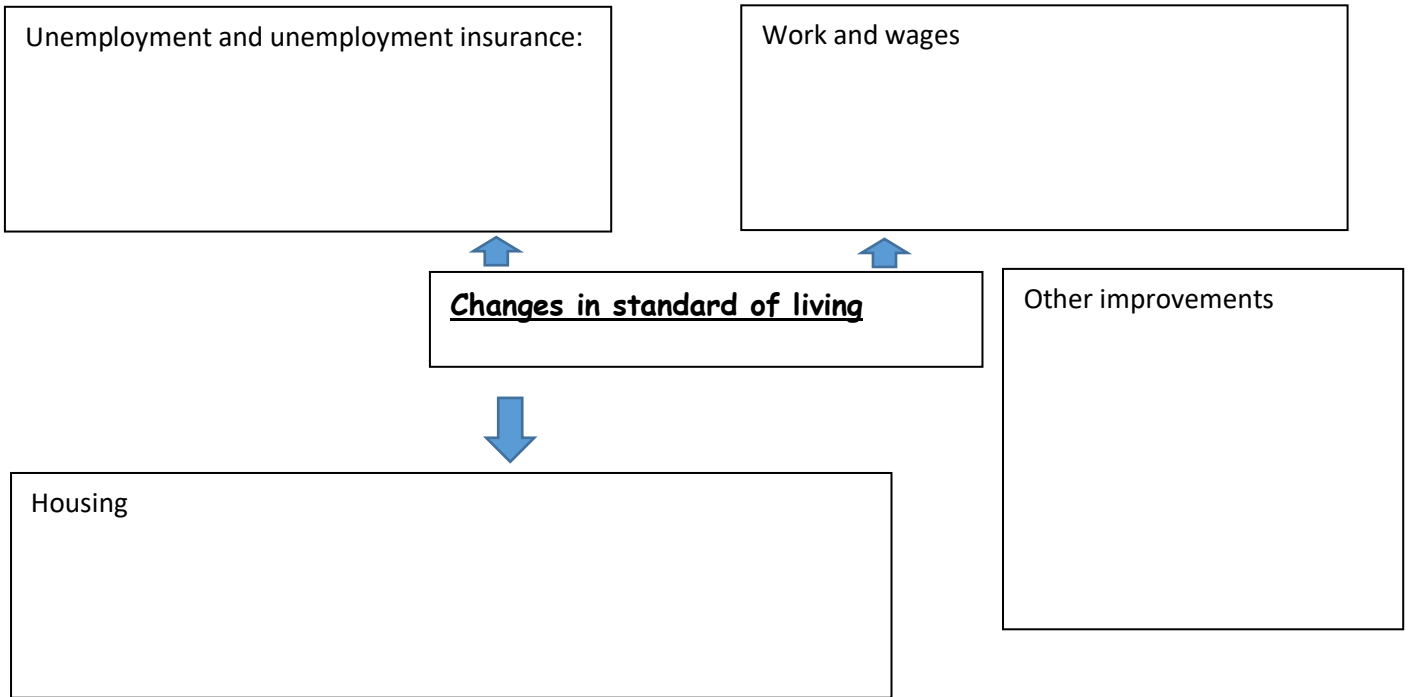 Unemployment and unemployment insurance:
Work and wages
Changes in standard of living
Other improvements
Housing